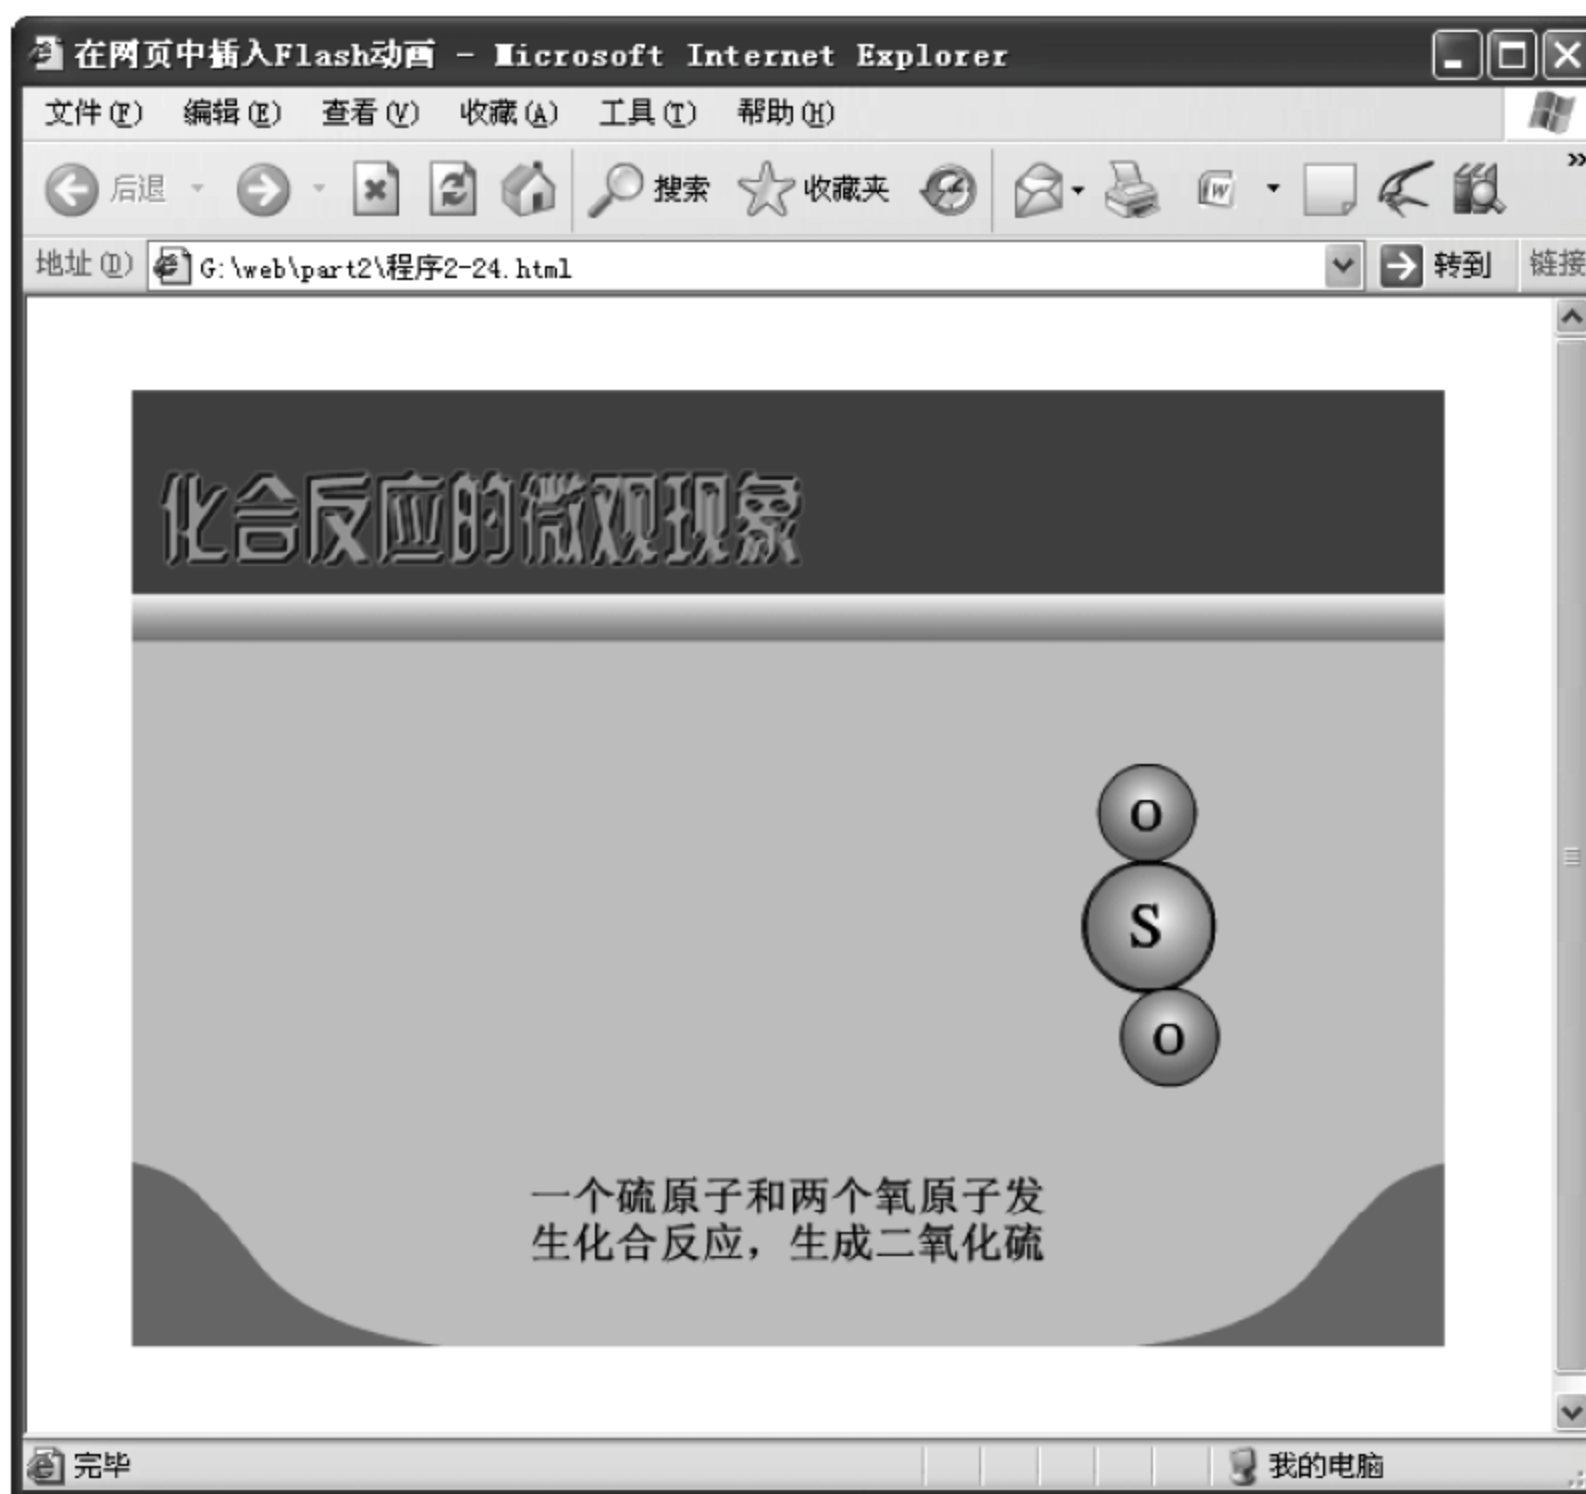 在网页中插入Flash动画 - Microsoft Internet Explorer
文件(F) 编辑(E) 查看(V) 收藏(A) 工具(T) 帮助(H)
后退 搜索 收藏夹 W »
地址(D) G:\web\part2\程序2-24.html 转到 链接
化合反应的微观现象
O
S
O
一个硫原子和两个氧原子发
生化合反应，生成二氧化硫
完毕 我的电脑